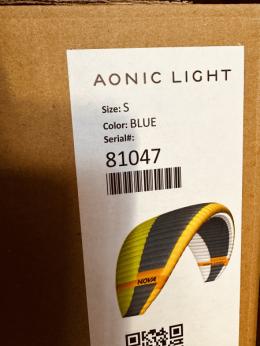 AONIC LIGHT
Size: S
Color: BLUE
Serial#:
81047
NOVA